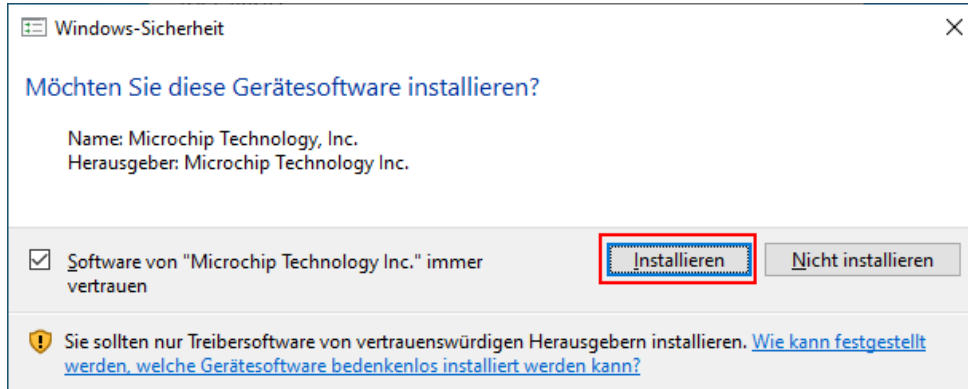 Windows-Sicherheit
Möchten Sie diese Gerätesoftware installieren?
Name: Microchip Technology, Inc.
Herausgeber: Microchip Technology Inc.
Software von "Microchip Technology Inc." immer
vertrauen
Installieren
Nicht installieren
Sie sollten nur Treibersoftware von vertrauenswürdigen Herausgebern installieren. Wie kann festgestellt
werden, welche Gerätesoftware bedenkenlos installiert werden kann?